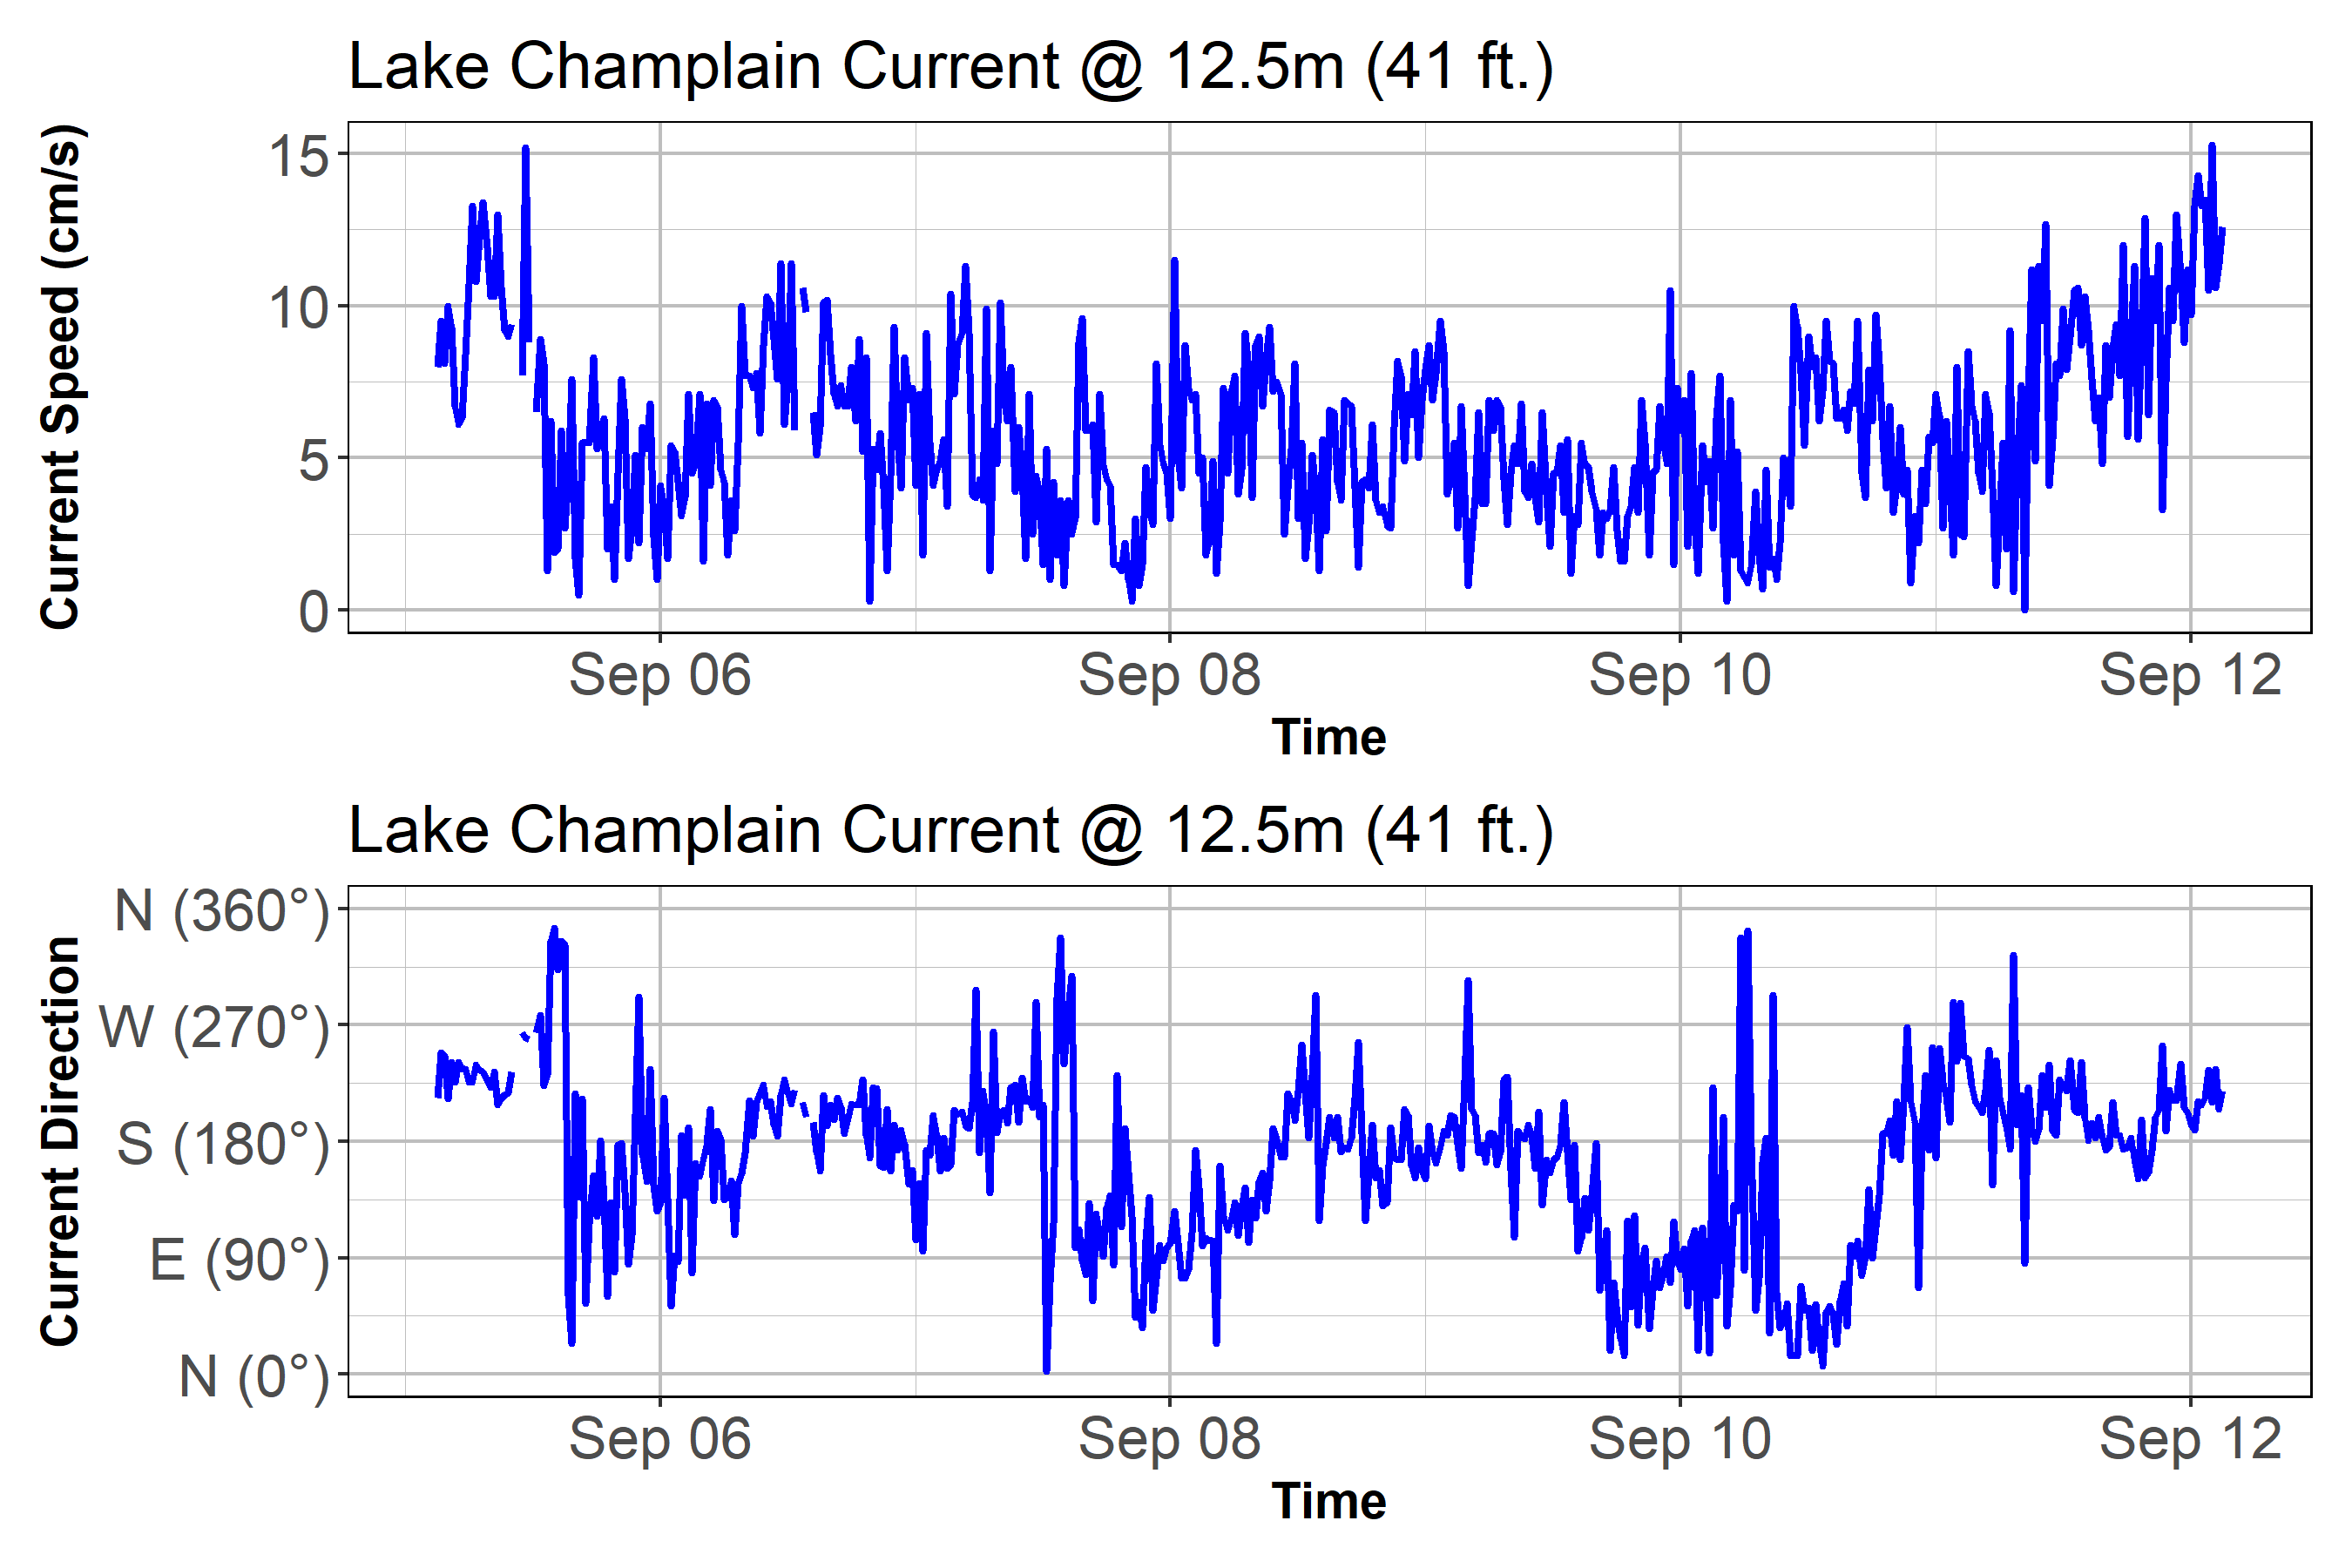 Lake Champlain Current @ 12.5m (41 ft.)
Current Speed (cm/s)
15
10
5
0
Sep 06 Sep 08 Sep 10 Sep 12
Time
Lake Champlain Current @ 12.5m (41 ft.)
Current Direction
N (360°)
W (270°)
S (180°)
E (90°)
N (0°)
Sep 06 Sep 08 Sep 10 Sep 12
Time